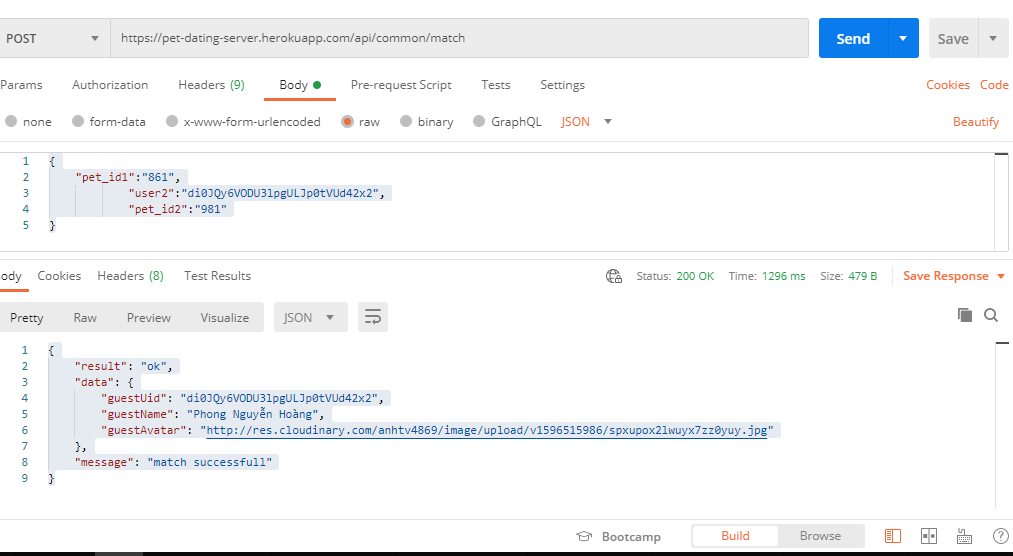 POST https://pet-dating-server.herokuapp.com/api/common/match Send Save
Params Authorization Headers (9) Body Pre-request Script Tests Settings Cookies Code
none form-data x-www-form-urlencoded raw binary GraphQL JSON Beautify
1 {
2 "pet_id1":"861",
3 "user2":"di0JQy6VODU3lpgULJp0tVUd42x2",
4 "pet_id2":"981"
5 }
ody Cookies Headers (8) Test Results Status: 200 OK Time: 1296 ms Size: 479 B Save Response
Pretty Raw Preview Visualize JSON
1 {
2 "result": "ok",
3 "data": {
4 "guestUid": "di0JQy6VODU3lpgULJp0tVUd42x2",
5 "guestName": "Phong Nguyễn Hoàng",
6 "guestAvatar": "http://res.cloudinary.com/anhtv4869/image/upload/v1596515986/spxupox2lwuyx7zz0yuy.jpg"
7 },
8 "message": "match successfull"
9 }
Bootcamp Build Browse